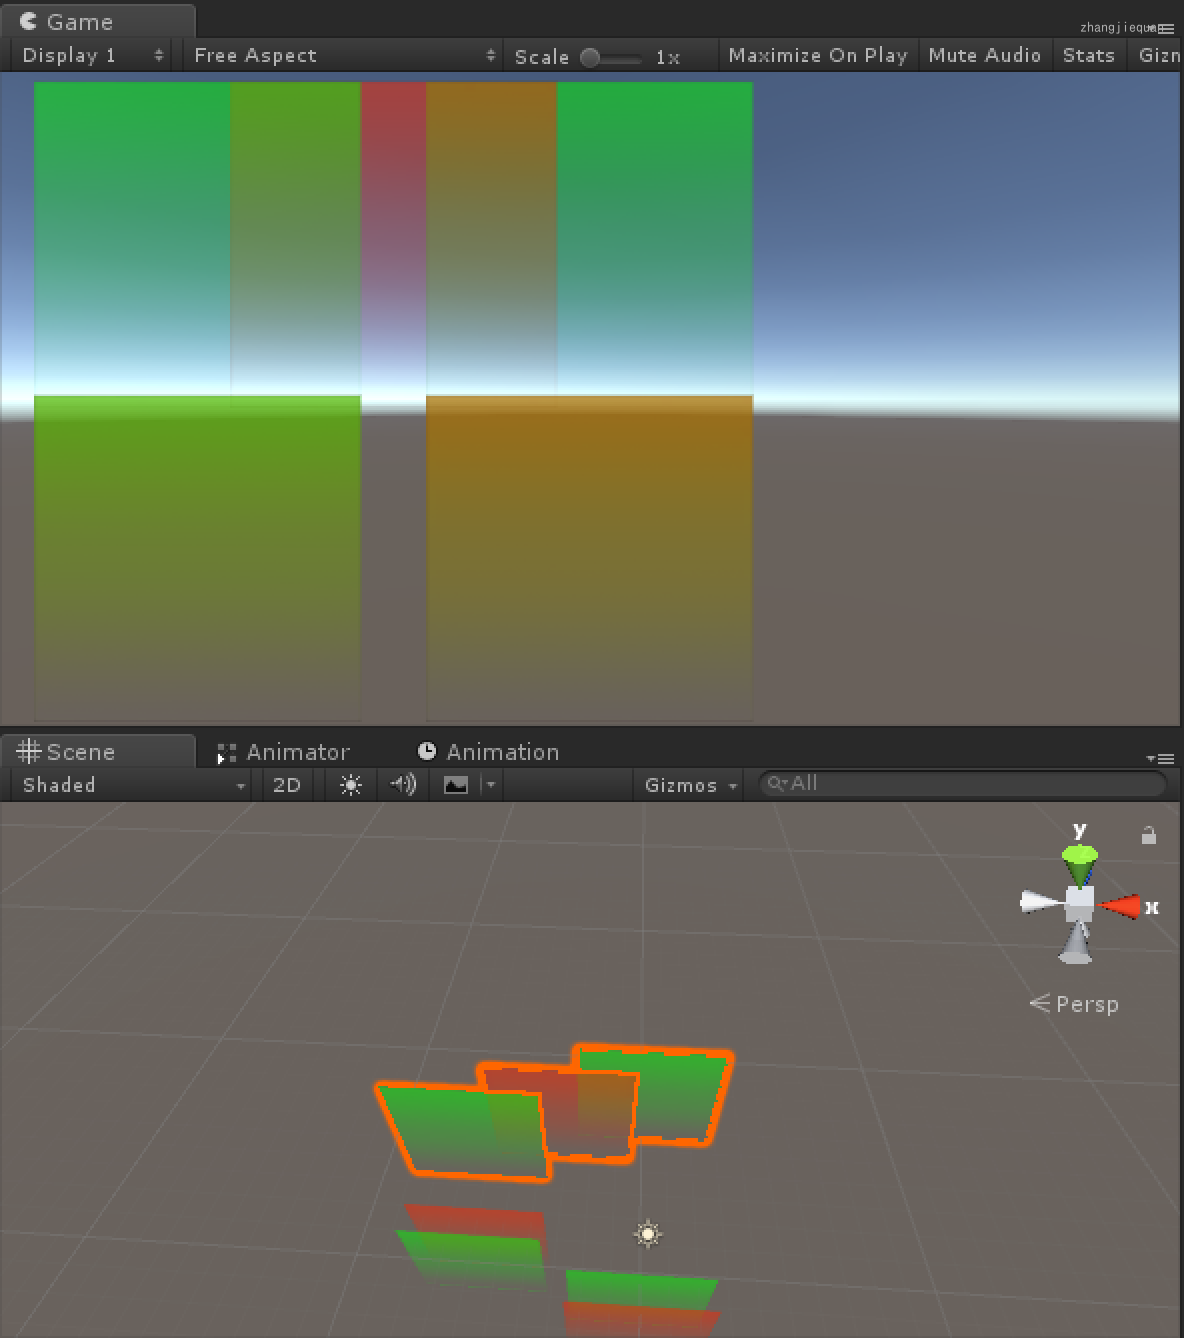 Game
Display 1 Free Aspect Scale 1x Maximize On Play Mute Audio Stats Gizn
Scene Animator Animation
Shaded 2D Gizmos All
y
x
Persp